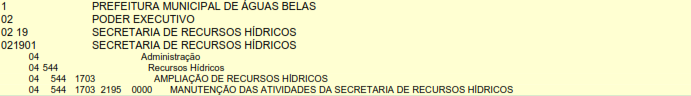 1 PREFEITURA MUNICIPAL DE ÁGUAS BELAS
02 PODER EXECUTIVO
02 19 SECRETARIA DE RECURSOS HÍDRICOS
021901 SECRETARIA DE RECURSOS HÍDRICOS
04 Administração
04 544 Recursos Hídricos
04 544 1703 AMPLIAÇÃO DE RECURSOS HÍDRICOS
04 544 1703 2195 0000 MANUTENÇÃO DAS ATIVIDADES DA SECRETARIA DE RECURSOS HÍDRICOS